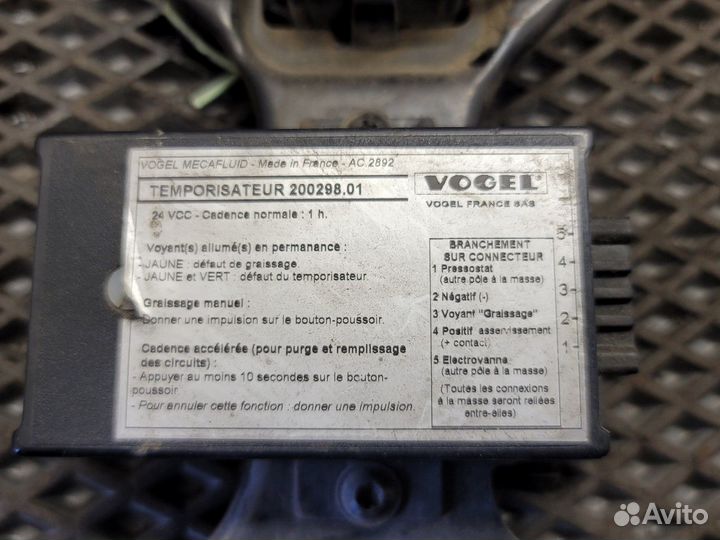 VOGEL MECAFLUID - Made in France - AC.2892
TEMPORISATEUR 200298.01
24 VCC - Cadence normale : 1 h.
Voyant(s) allumé(s) en permanance :
- JAUNE : défaut de graissage.
- JAUNE et VERT : défaut du temporisateur.
Graissage manuel :
- Donner une impulsion sur le bouton-poussoir.
Cadence accélérée (pour purge et remplissage
des circuits) :
- Appuyer au moins 10 secondes sur le bouton-
poussoir.
- Pour annuler cette fonction : donner une impulsion.
VOGEL
VOGEL FRANCE SAS
BRANCHEMENT
SUR CONNECTEUR
1 Pressostat
(autre pôle à la masse)
2 Négatif (-)
3 Voyant "Graissage"
4 Positif asservissement
(+ contact)
5 Electrovanne
(autre pôle à la masse)
(Toutes les connexions
à la masse seront reliées
entre-elles)
5
4
3
2
1
Avito